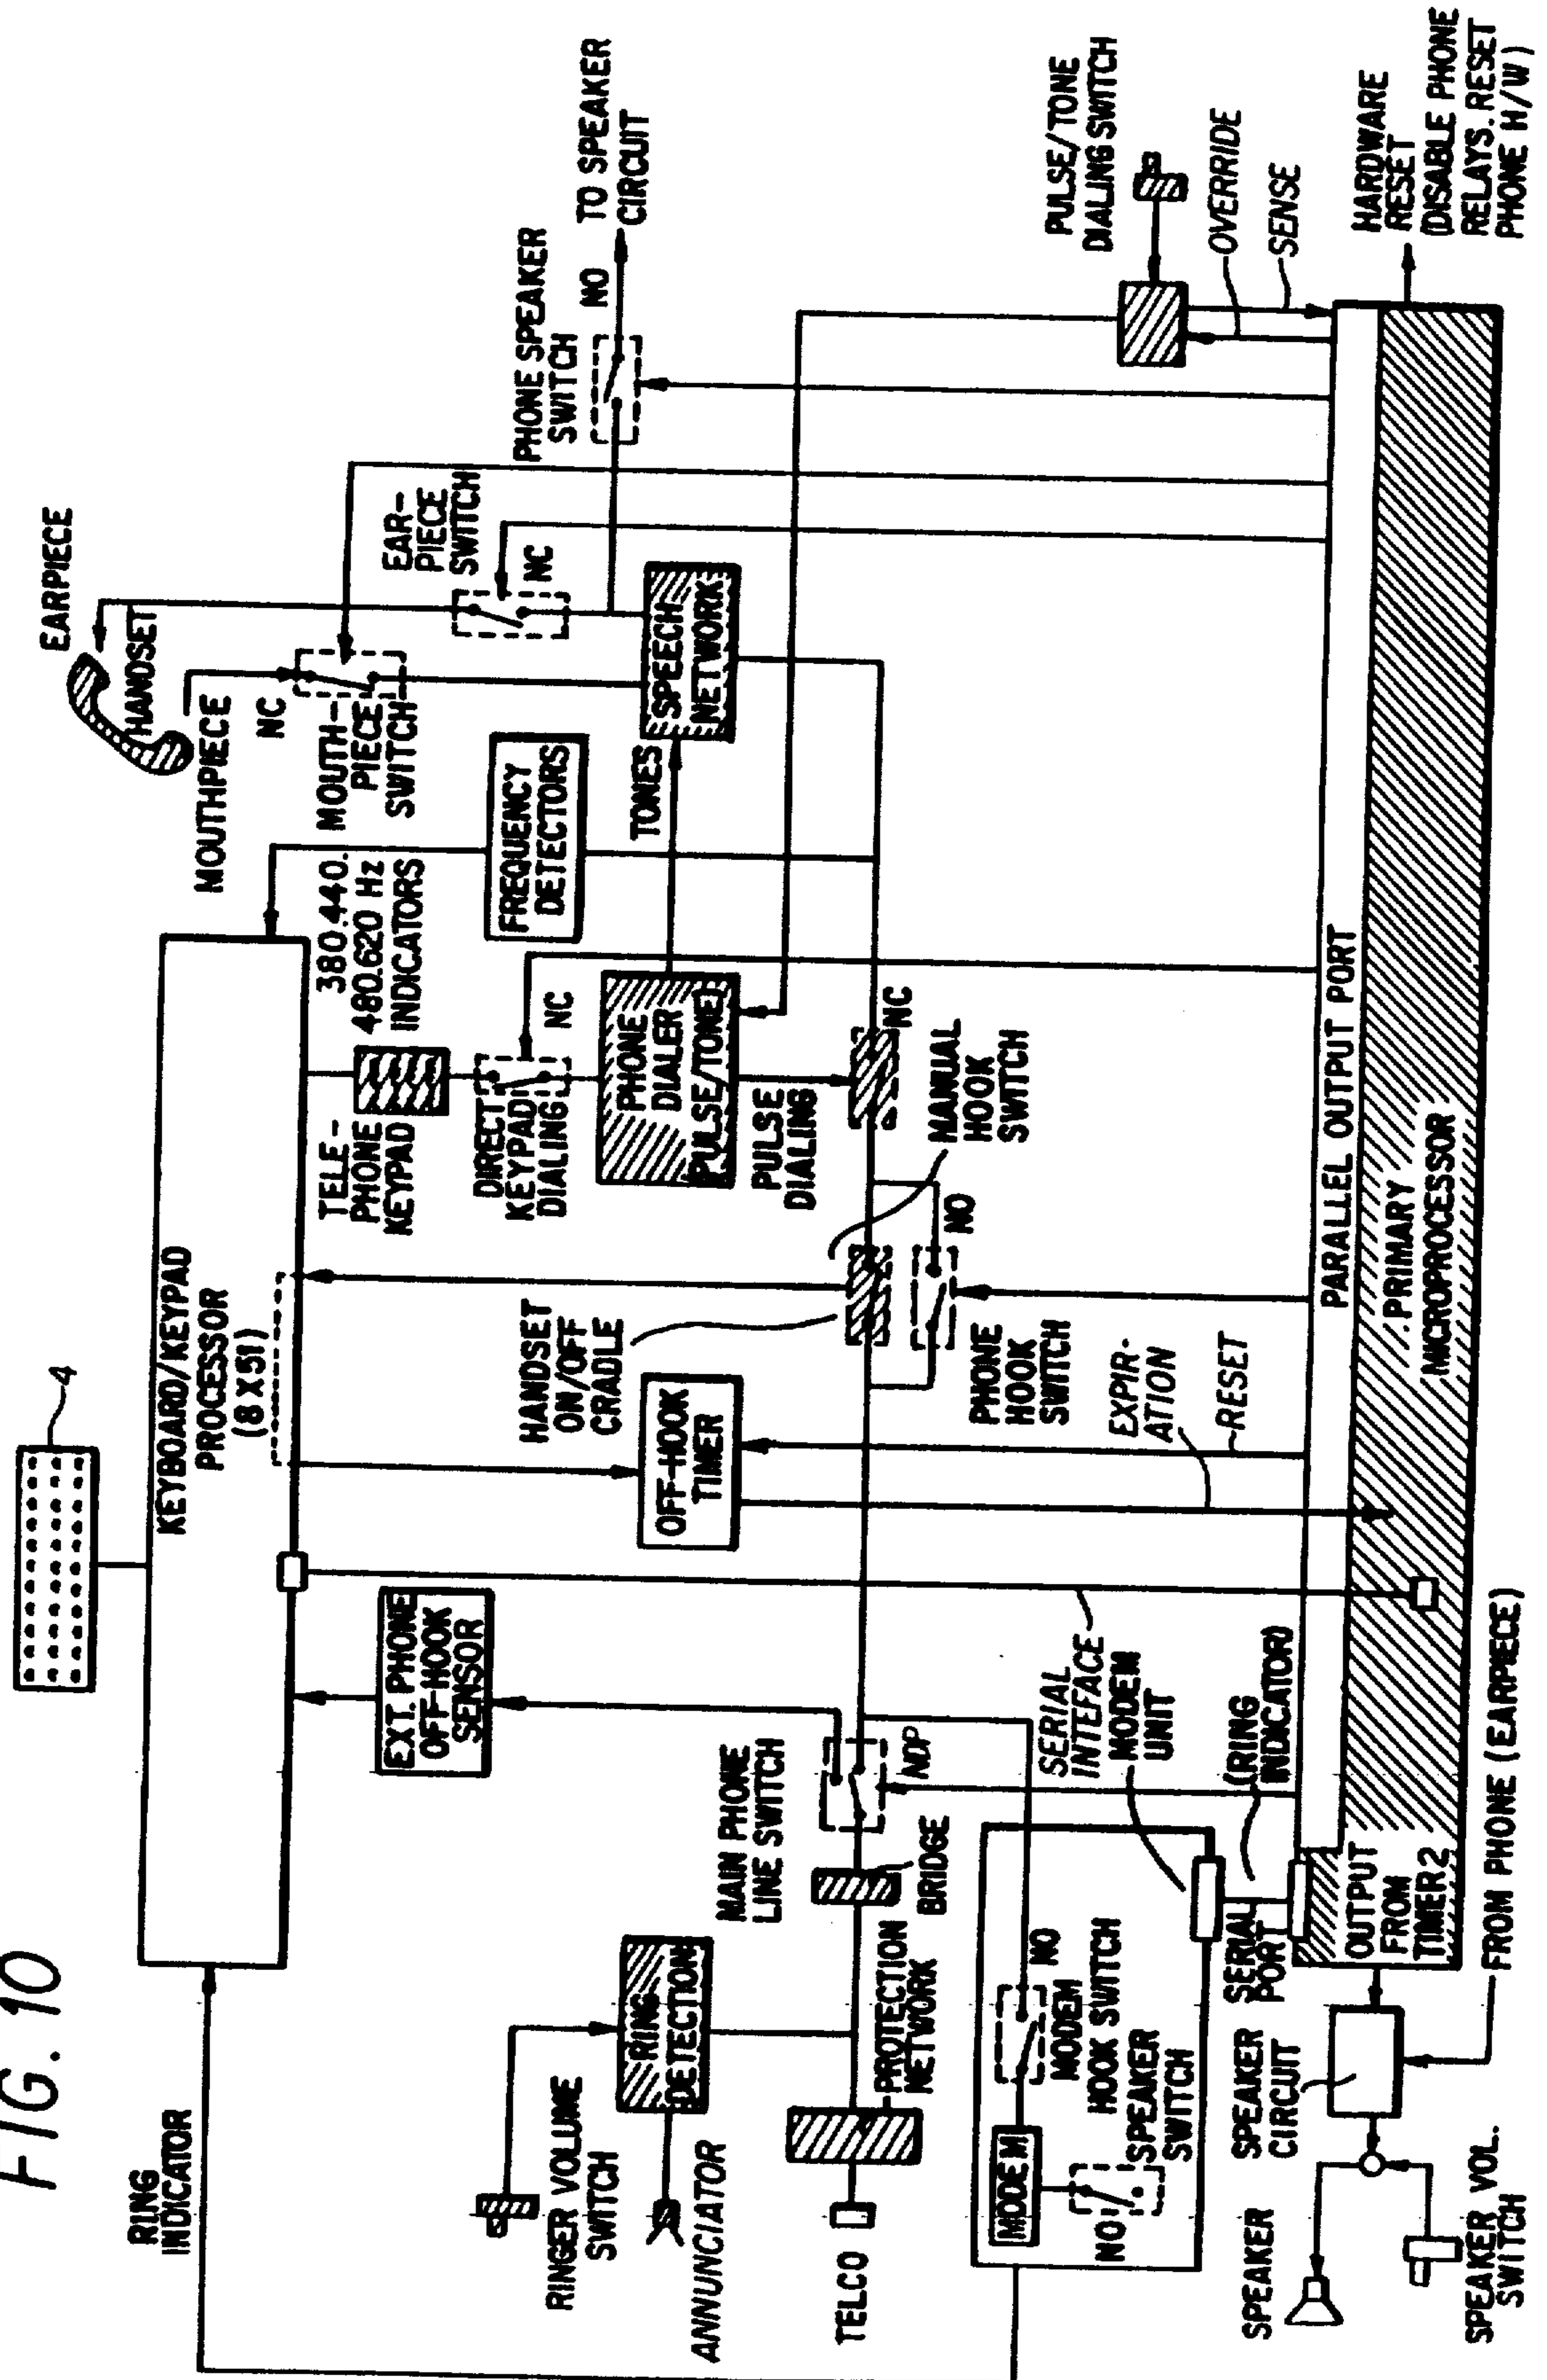 FIG. 10
4
KEYBOARD/KEYPAD
PROCESSOR
(8 X 51)
RING
INDICATOR
EXT. PHONE
OFF-HOOK
SENSOR
RINGER VOLUME
SWITCH
RING
DETECTION
ANNUNCIATOR
TELCO
PROTECTION
NETWORK
BRIDGE
MAIN PHONE
LINE SWITCH
NDP
HANDSET
ON/OFF
CRADLE
OFF-HOOK
TIMER
TELE-
PHONE
KEYPAD
380.440.
480.620 Hz
INDICATORS
DIRECT
KEYPAD
DIALING
NC
PHONE
DIALER
(PULSE/TONE)
PULSE
DIALING
NC
MANUAL
HOOK
SWITCH
NO
PHONE
HOOK
SWITCH
EXPIR-
ATION
RESET
FREQUENCY
DETECTORS
TONES
SPEECH
NETWORK
EARPIECE
HANDSET
MOUTHPIECE
NC
MOUTH-
PIECE
SWITCH
EAR-
PIECE
SWITCH
NC
PHONE SPEAKER
SWITCH
NO
TO SPEAKER
CIRCUIT
PULSE/TONE
DIALING SWITCH
OVERRIDE
SENSE
HARDWARE
RESET
(DISABLE PHONE
RELAYS.RESET
PHONE H/W)
MODEM
NO
MODEM
HOOK SWITCH
NO
SPEAKER
SWITCH
SERIAL
INTEFACE
MODEM
UNIT
(RING
INDICATOR)
SERIAL
PORT
PARALLEL OUTPUT PORT
PRIMARY
MICROPROCESSOR
OUTPUT
FROM
TIMER 2
SPEAKER
CIRCUIT
SPEAKER
SPEAKER VOL.
SWITCH
FROM PHONE (EARPIECE)